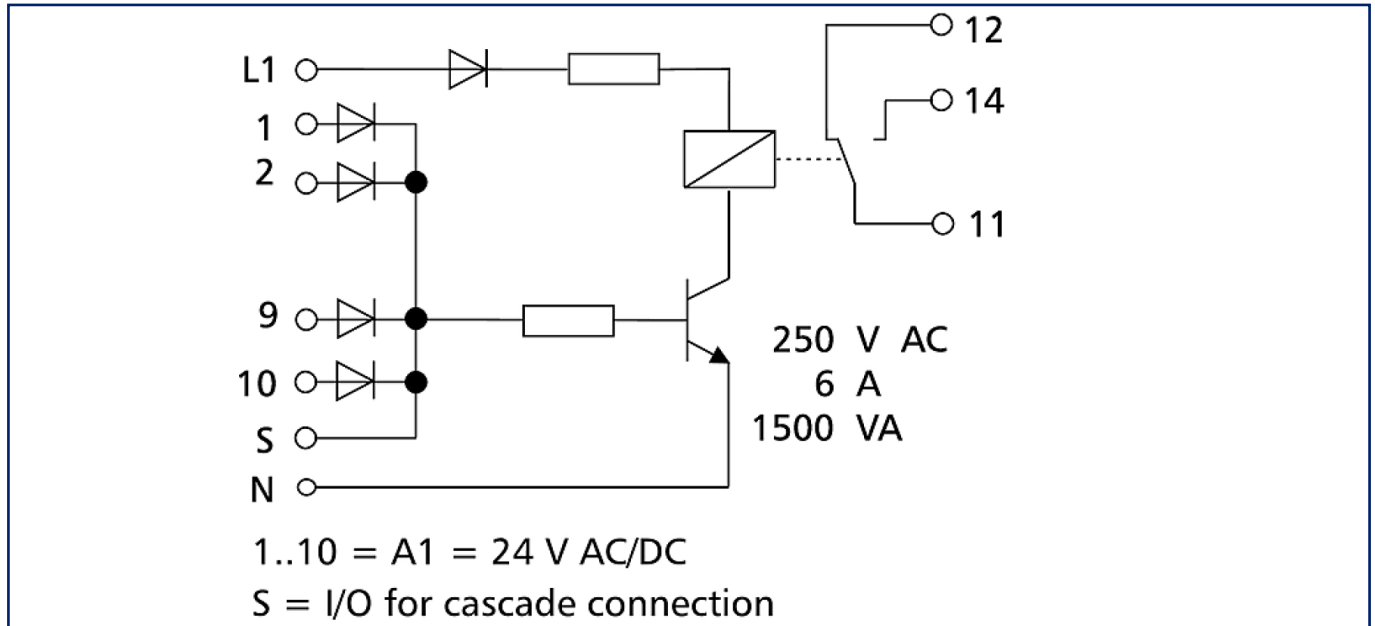 12
L1
14
1
2
11
9
250 V AC
10
6 A
1500 VA
S
N
1..10 = A1 = 24 V AC/DC
S = I/O for cascade connection